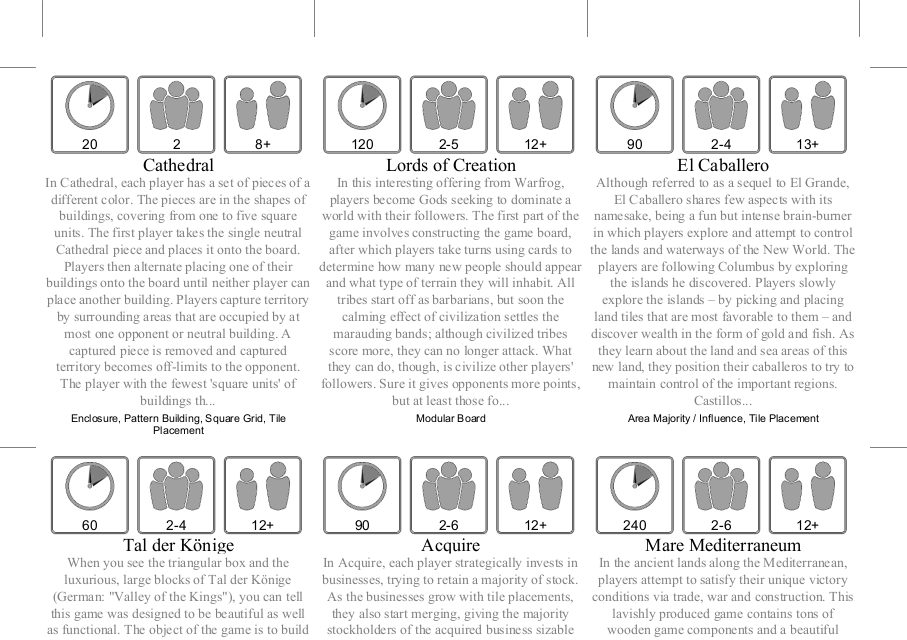 20
2
8+
Cathedral
In Cathedral, each player has a set of pieces of a
different color. The pieces are in the shapes of
buildings, covering from one to five square
units. The first player takes the single neutral
Cathedral piece and places it onto the board.
Players then alternate placing one of their
buildings onto the board until neither player can
place another building. Players capture territory
by surrounding areas that are occupied by at
most one opponent or neutral building. A
captured piece is removed and captured
territory becomes off-limits to the opponent.
The player with the fewest 'square units' of
buildings th...
Enclosure, Pattern Building, Square Grid, Tile
Placement
120
2-5
12+
Lords of Creation
In this interesting offering from Warfrog,
players become Gods seeking to dominate a
world with their followers. The first part of the
game involves constructing the game board,
after which players take turns using cards to
determine how many new people should appear
and what type of terrain they will inhabit. All
tribes start off as barbarians, but soon the
calming effect of civilization settles the
marauding bands; although civilized tribes
score more, they can no longer attack. What
they can do, though, is civilize other players'
followers. Sure it gives opponents more points,
but at least those fo...
Modular Board
90
2-4
13+
El Caballero
Although referred to as a sequel to El Grande,
El Caballero shares few aspects with its
namesake, being a fun but intense brain-burner
in which players explore and attempt to control
the lands and waterways of the New World. The
players are following Columbus by exploring
the islands he discovered. Players slowly
explore the islands – by picking and placing
land tiles that are most favorable to them – and
discover wealth in the form of gold and fish. As
they learn about the land and sea areas of this
new land, they position their caballeros to try to
maintain control of the important regions.
Castillos...
Area Majority / Influence, Tile Placement
60
2-4
12+
Tal der Könige
When you see the triangular box and the
luxurious, large blocks of Tal der Könige
(German: "Valley of the Kings"), you can tell
this game was designed to be beautiful as well
as functional. The object of the game is to build
90
2-6
12+
Acquire
In Acquire, each player strategically invests in
businesses, trying to retain a majority of stock.
As the businesses grow with tile placements,
they also start merging, giving the majority
stockholders of the acquired business sizable
240
2-6
12+
Mare Mediterraneum
In the ancient lands along the Mediterranean,
players attempt to satisfy their unique victory
conditions via trade, war and construction. This
lavishly produced game contains tons of
wooden game components and a beautiful